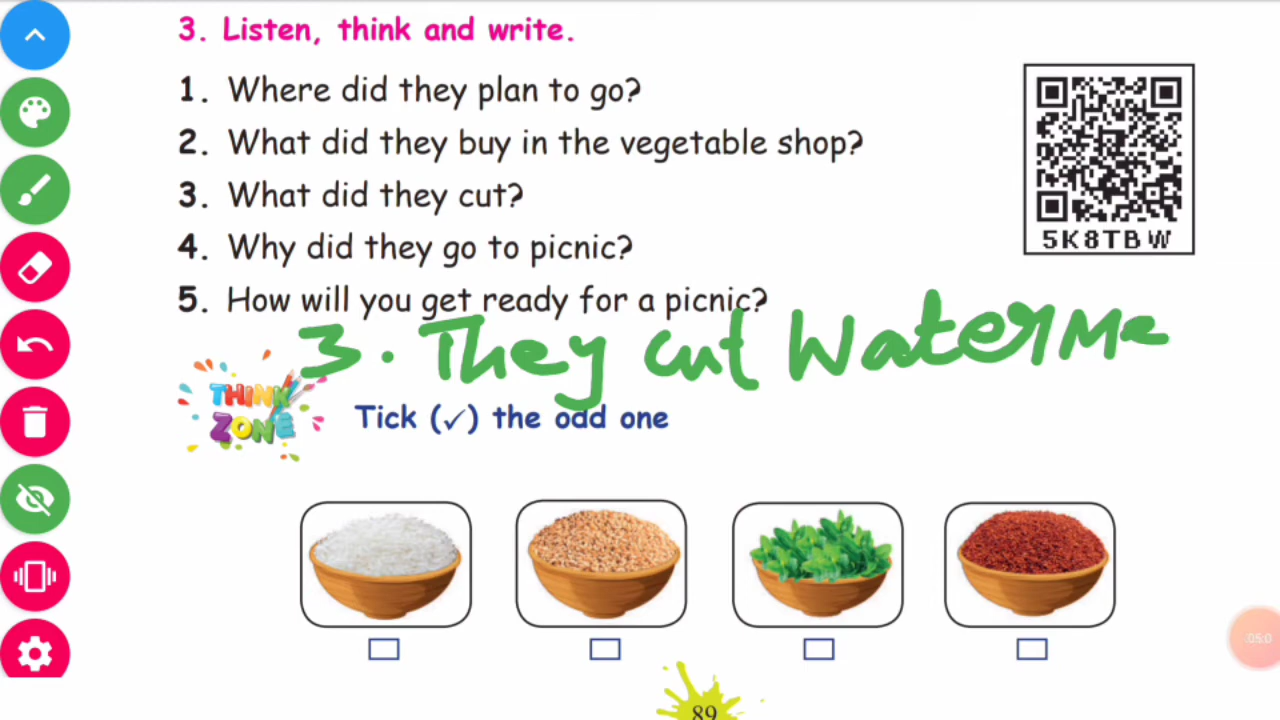 3. Listen, think and write.
1. Where did they plan to go?
2. What did they buy in the vegetable shop?
3. What did they cut?
4. Why did they go to picnic?
5. How will you get ready for a picnic?
5K8TBW
3. They cut Waterme
THINK
ZONE
Tick (✓) the odd one
89
:05:0